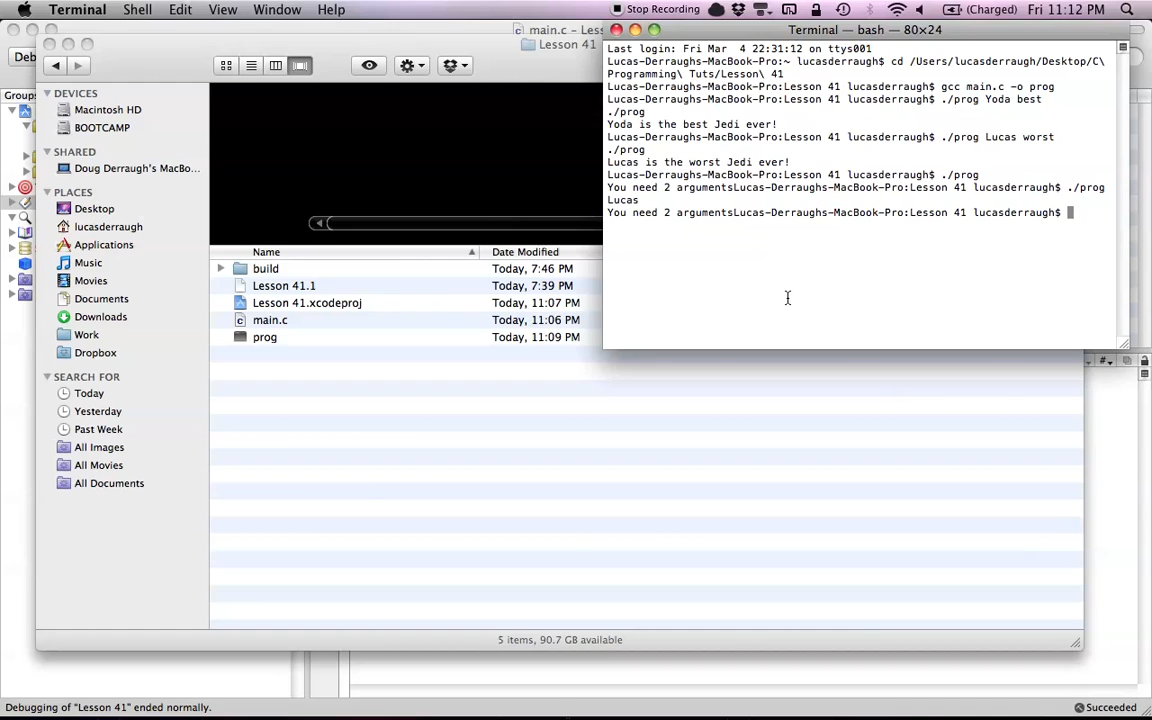 Terminal Shell Edit View Window Help Stop Recording (Charged) Fri 11:12 PM
main.c – Les
Lesson 41
Deb
Groups
DEVICES
Macintosh HD
BOOTCAMP
SHARED
Doug Derraugh's MacBo...
PLACES
Desktop
lucasderraugh
Applications
Music
Movies
Documents
Downloads
Work
Dropbox
SEARCH FOR
Today
Yesterday
Past Week
All Images
All Movies
All Documents
Name Date Modified
build Today, 7:46 PM
Lesson 41.1 Today, 7:39 PM
Lesson 41.xcodeproj Today, 11:07 PM
main.c Today, 11:06 PM
prog Today, 11:09 PM
5 items, 90.7 GB available
Terminal — bash — 80×24
Last login: Fri Mar  4 22:31:12 on ttys001
Lucas-Derraughs-MacBook-Pro:~ lucasderraugh$ cd /Users/lucasderraugh/Desktop/C\
Programming\ Tuts/Lesson\ 41
Lucas-Derraughs-MacBook-Pro:Lesson 41 lucasderraugh$ gcc main.c -o prog
Lucas-Derraughs-MacBook-Pro:Lesson 41 lucasderraugh$ ./prog Yoda best
./prog
Yoda is the best Jedi ever!
Lucas-Derraughs-MacBook-Pro:Lesson 41 lucasderraugh$ ./prog Lucas worst
./prog
Lucas is the worst Jedi ever!
Lucas-Derraughs-MacBook-Pro:Lesson 41 lucasderraugh$ ./prog
You need 2 argumentsLucas-Derraughs-MacBook-Pro:Lesson 41 lucasderraugh$ ./prog
Lucas
You need 2 argumentsLucas-Derraughs-MacBook-Pro:Lesson 41 lucasderraugh$
#
Debugging of "Lesson 41" ended normally. Succeeded